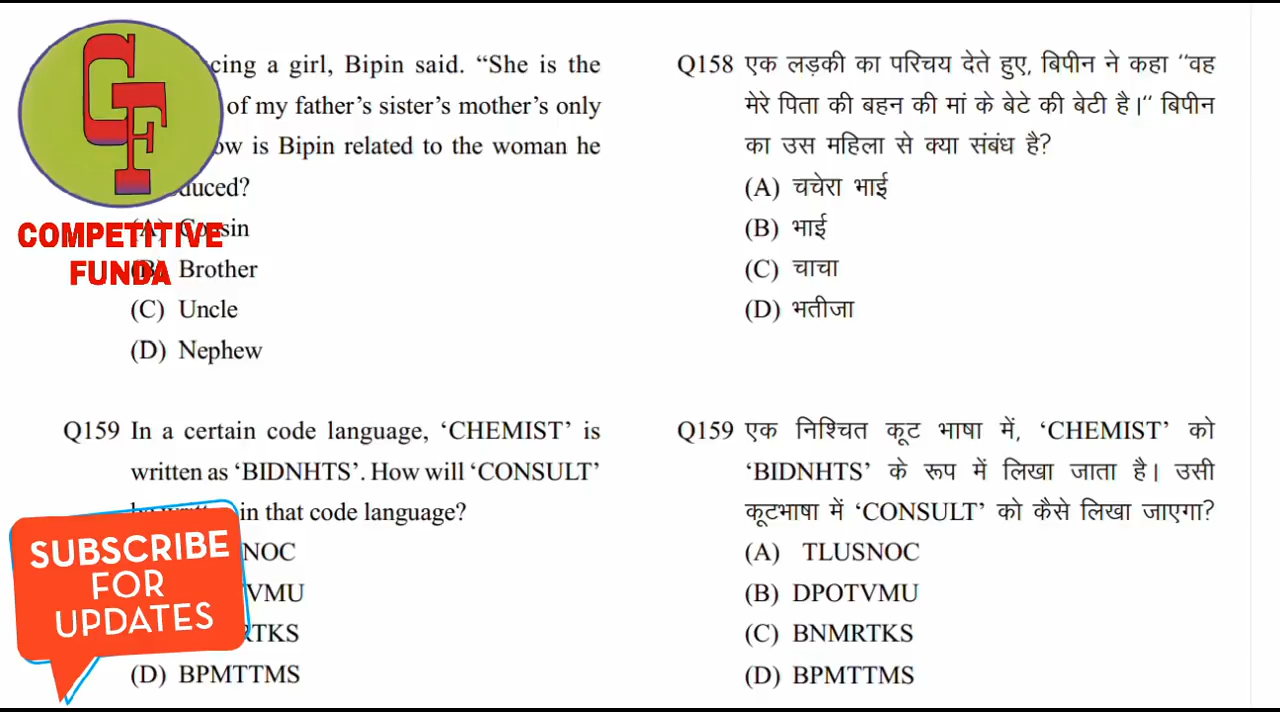 cing a girl, Bipin said. “She is the
of my father’s sister’s mother’s only
ow is Bipin related to the woman he
duced?
(A) Cousin
(B) Brother
(C) Uncle
(D) Nephew
Q159 In a certain code language, ‘CHEMIST’ is
written as ‘BIDNHTS’. How will ‘CONSULT’
in that code language?
NOC
VMU
RTKS
(D) BPMTTMS
Q158 एक लड़की का परिचय देते हुए, बिपीन ने कहा “वह
मेरे पिता की बहन की मां के बेटे की बेटी है।“ बिपीन
का उस महिला से क्या संबंध है?
(A) चचेरा भाई
(B) भाई
(C) चाचा
(D) भतीजा
Q159 एक निश्चित कूट भाषा में, ‘CHEMIST’ को
‘BIDNHTS’ के रूप में लिखा जाता है। उसी
कूटभाषा में ‘CONSULT’ को कैसे लिखा जाएगा?
(A) TLUSNOC
(B) DPOTVMU
(C) BNMRTKS
(D) BPMTTMS
CFT
COMPETITIVE
FUNDA
SUBSCRIBE
FOR
UPDATES